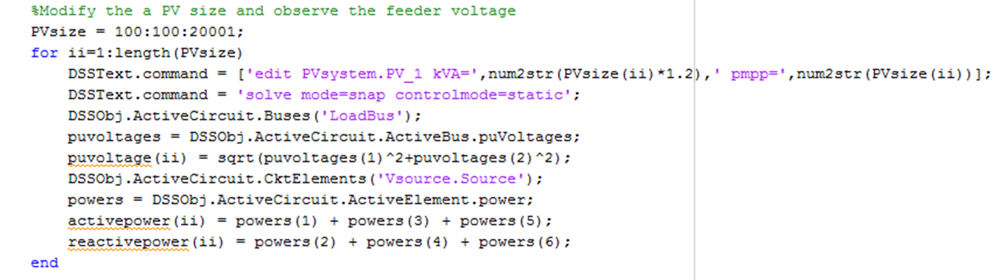 %Modify the a PV size and observe the feeder voltage
PVsize = 100:100:20001;
for ii=1:length(PVsize)
DSSText.command = ['edit PVsystem.PV_1 kVA=',num2str(PVsize(ii)*1.2),' pmpp=',num2str(PVsize(ii))];
DSSText.command = 'solve mode=snap controlmode=static';
DSSObj.ActiveCircuit.Buses('LoadBus');
puvoltages = DSSObj.ActiveCircuit.ActiveBus.puVoltages;
puvoltage(ii) = sqrt(puvoltages(1)^2+puvoltages(2)^2);
DSSObj.ActiveCircuit.CktElements('Vsource.Source');
powers = DSSObj.ActiveCircuit.ActiveElement.power;
activepower(ii) = powers(1) + powers(3) + powers(5);
reactivepower(ii) = powers(2) + powers(4) + powers(6);
end